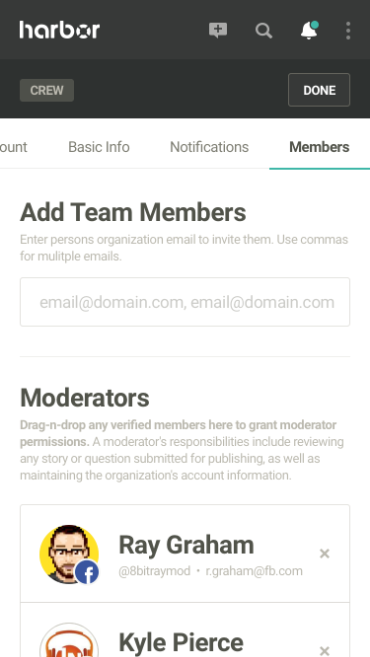 harbor
CREW
DONE
ount
Basic Info
Notifications
Members
Add Team Members
Enter persons organization email to invite them. Use commas
for mulitple emails.
email@domain.com, email@domain.com
Moderators
Drag-n-drop any verified members here to grant moderator
permissions. A moderator's responsibilities include reviewing
any story or question submitted for publishing, as well as
maintaining the organization's account information.
Ray Graham
@8bitraymod • r.graham@fb.com
Kyle Pierce